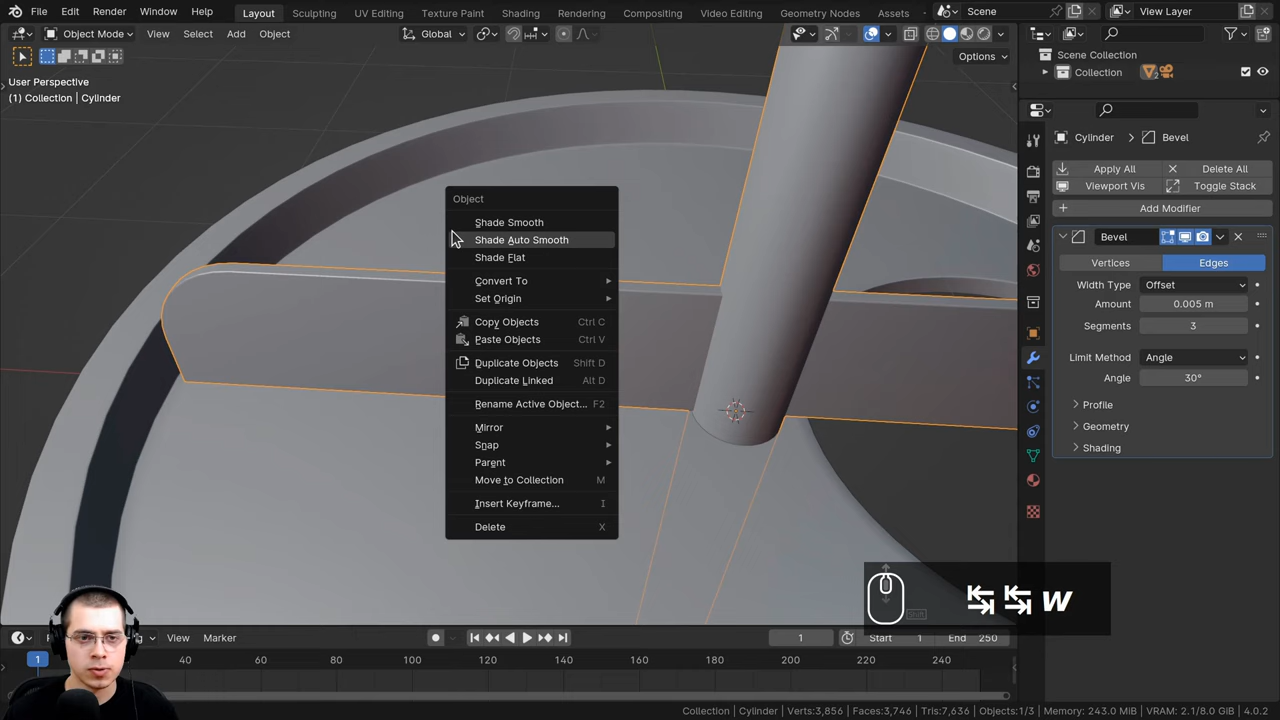 File Edit Render Window Help Layout Sculpting UV Editing Texture Paint Shading Rendering Compositing Video Editing Geometry Nodes Assets Scene View Layer
Object Mode View Select Add Object Global
Options
User Perspective
(1) Collection | Cylinder
Scene Collection
Collection 2
Cylinder Bevel
Apply All Delete All
Viewport Vis Toggle Stack
Add Modifier
Bevel
Vertices Edges
Width Type Offset
Amount 0.005 m
Segments 3
Limit Method Angle
Angle 30°
Profile
Geometry
Shading
Object
Shade Smooth
Shade Auto Smooth
Shade Flat
Convert To
Set Origin
Copy Objects Ctrl C
Paste Objects Ctrl V
Duplicate Objects Shift D
Duplicate Linked Alt D
Rename Active Object... F2
Mirror
Snap
Parent
Move to Collection M
Insert Keyframe... I
Delete X
Shift
W
View Marker
1 Start 1 End 250
1 40 60 80 100 120 140 160 180 200 220 240
Collection | Cylinder | Verts:3,856 | Faces:3,746 | Tris:7,636 | Objects:1/3 | Memory: 243.0 MiB | VRAM: 2.1/8.0 GiB | 4.0.2